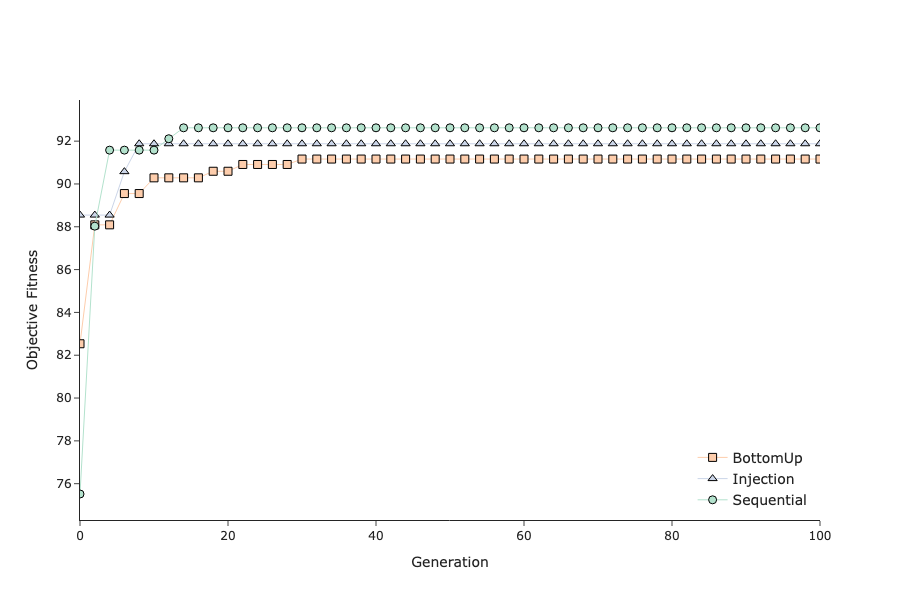 92
90
88
86
84
82
80
78
76
Objective Fitness
BottomUp
Injection
Sequential
0 20 40 60 80 100
Generation